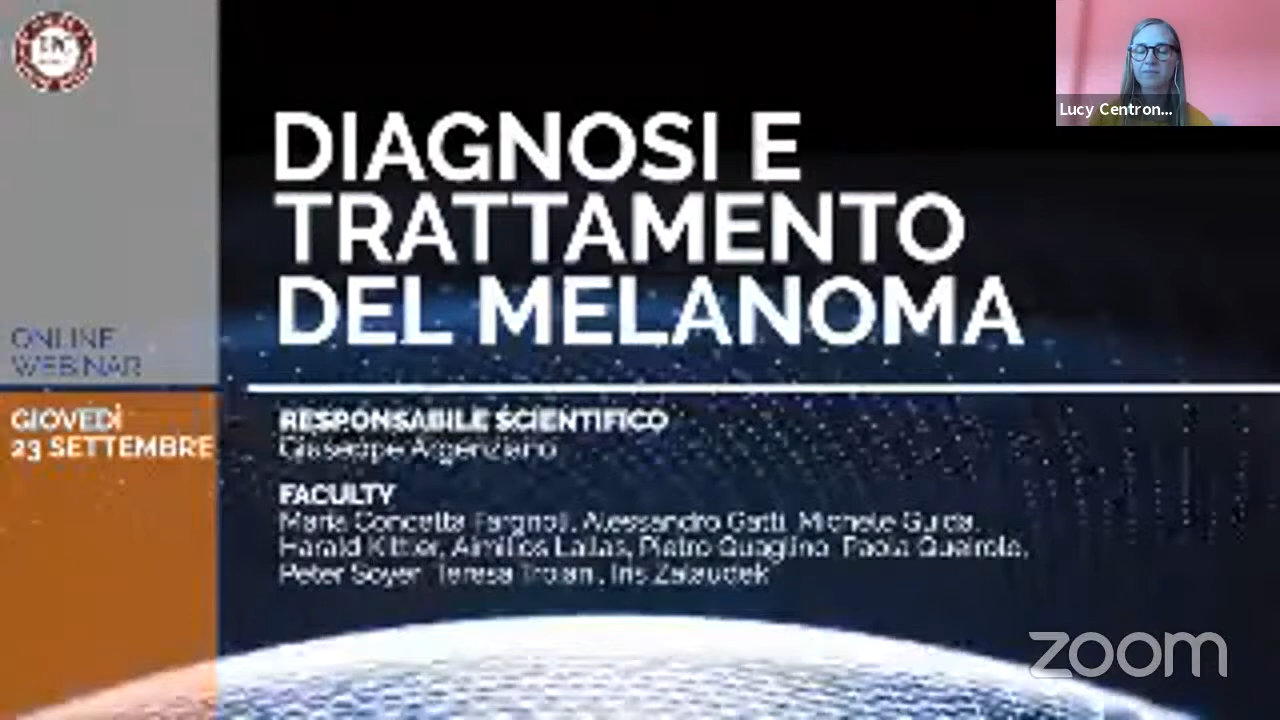 DIAGNOSI E
TRATTAMENTO
DEL MELANOMA
ONLINE
WEBINAR
GIOVEDÌ
23 SETTEMBRE
RESPONSABILE SCIENTIFICO
Giuseppe Argenziano
FACULTY
Maria Concetta Fargnoli, Alessandro Gatti, Michele Guida,
Harald Kittler, Aimilios Lallas, Pietro Quaglino, Paola Queirolo,
Peter Soyer, Teresa Troiani, Iris Zalaudek
Lucy Centron...
zoom